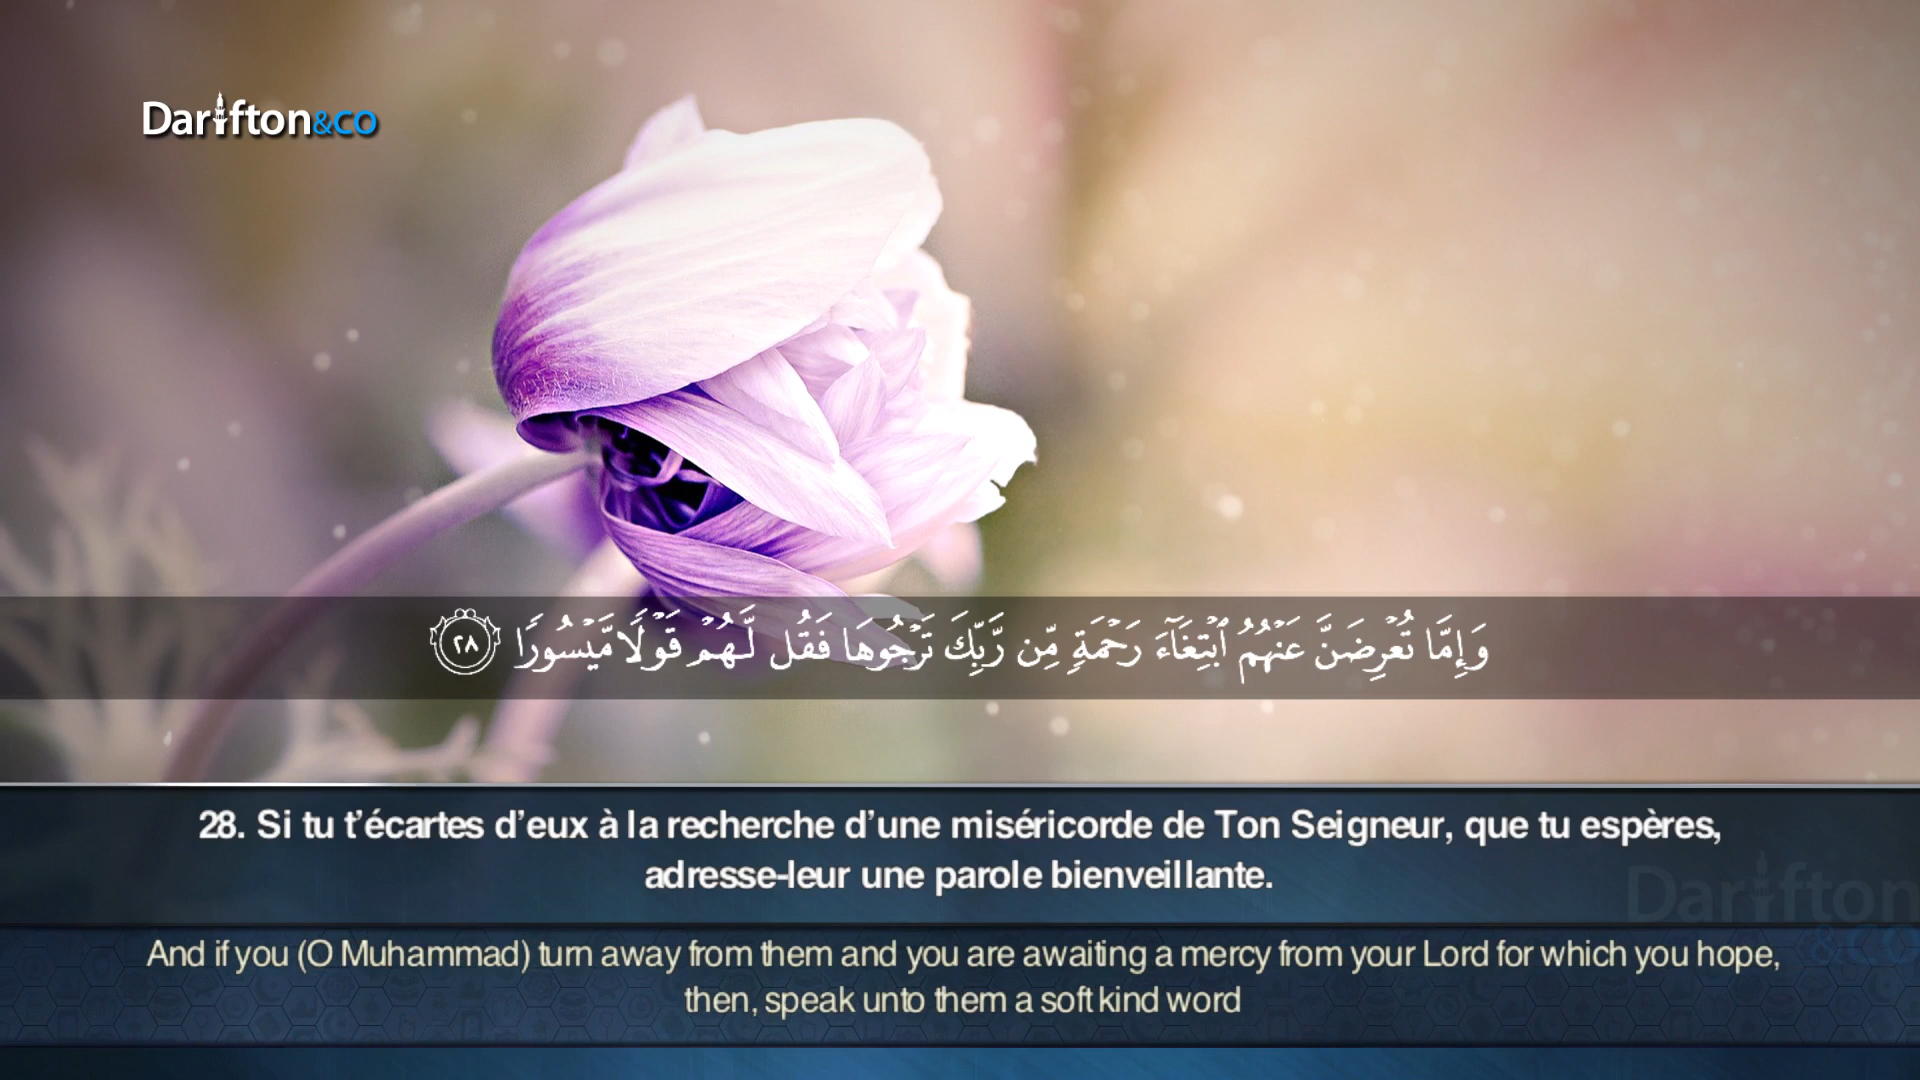 Darifton&co
وَإِمَّا تُعْرِضَنَّ عَنْهُمُ ٱبْتِغَآءَ رَحْمَةٍ مِّن رَّبِّكَ تَرْجُوهَا فَقُل لَّهُمْ قَوْلًا مَّيْسُورًا ٢٨
28. Si tu t’écartes d’eux à la recherche d’une miséricorde de Ton Seigneur, que tu espères,
adresse-leur une parole bienveillante.
Darifton
&co
And if you (O Muhammad) turn away from them and you are awaiting a mercy from your Lord for which you hope,
then, speak unto them a soft kind word